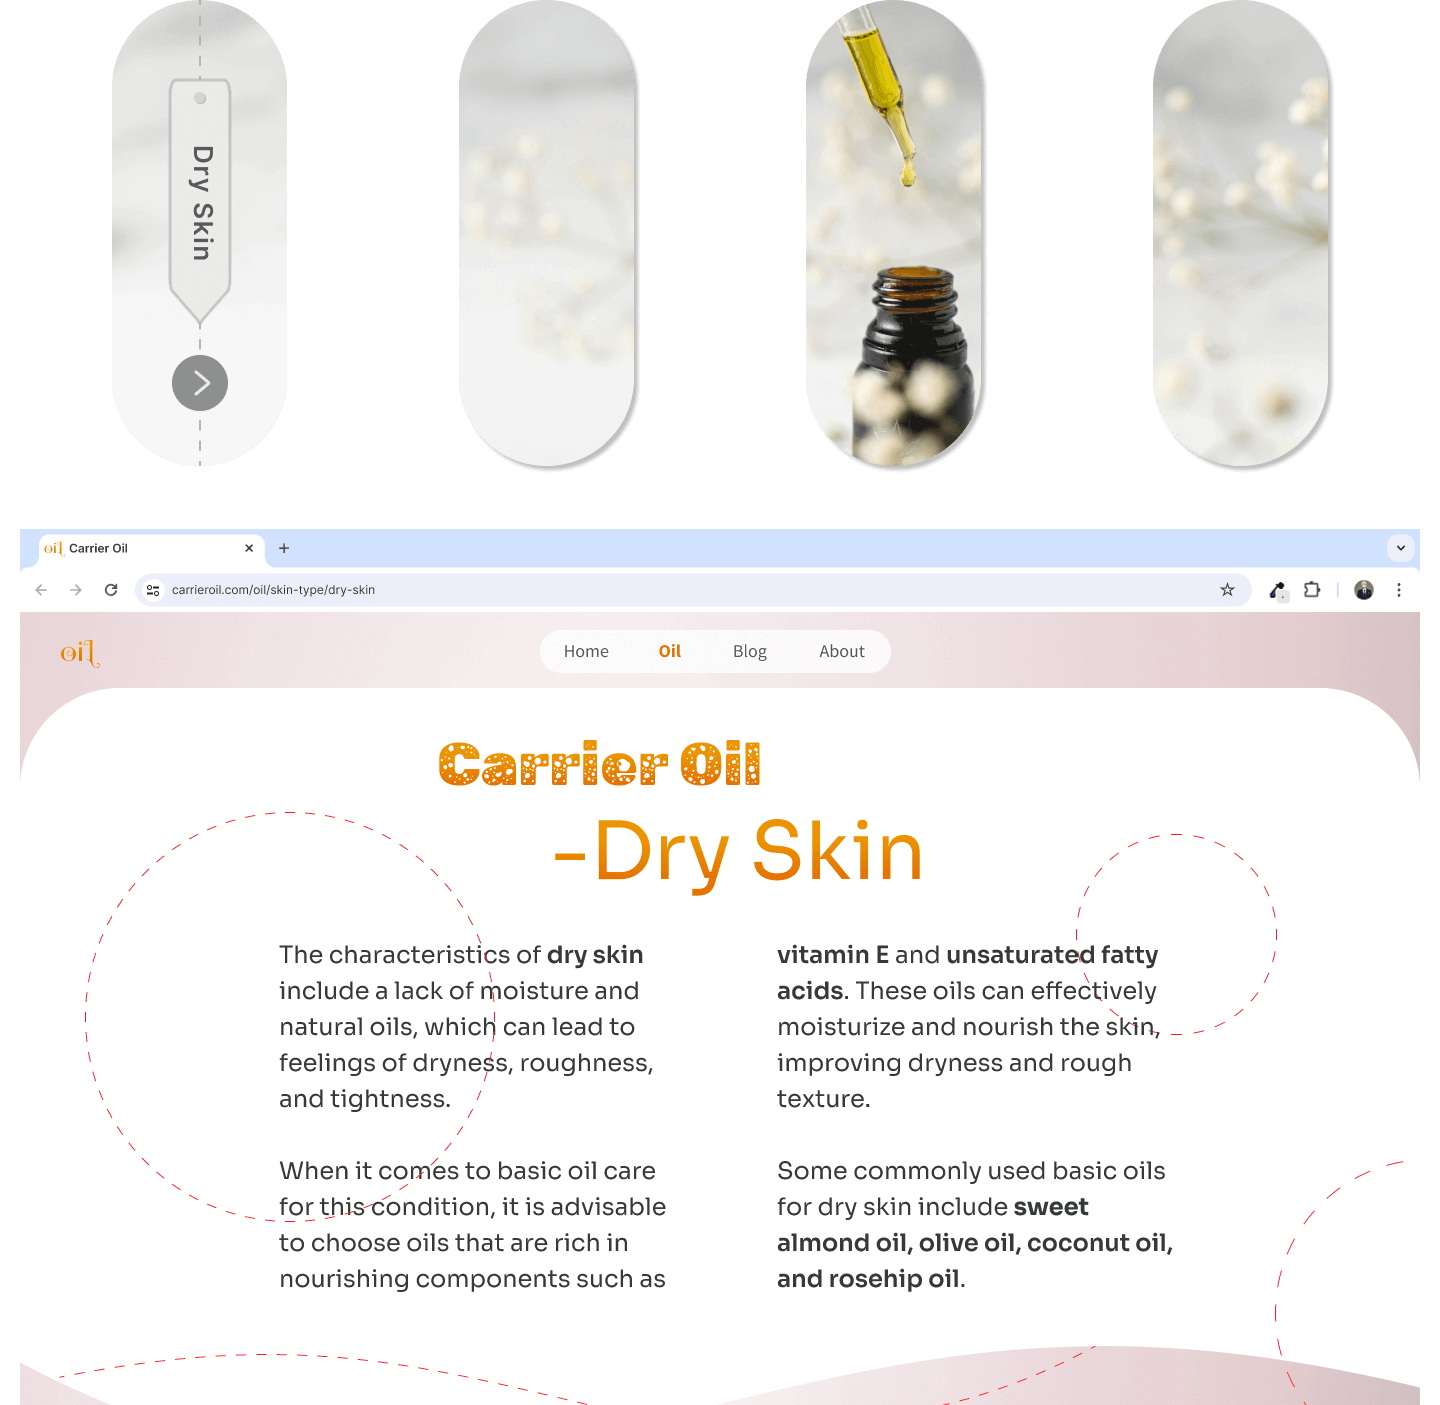 Dry Skin
oil Carrier Oil
carrieroil.com/oil/skin-type/dry-skin
oil
Home Oil Blog About
Carrier Oil
-Dry Skin
The characteristics of dry skin
include a lack of moisture and
natural oils, which can lead to
feelings of dryness, roughness,
and tightness.
When it comes to basic oil care
for this condition, it is advisable
to choose oils that are rich in
nourishing components such as
vitamin E and unsaturated fatty
acids. These oils can effectively
moisturize and nourish the skin,
improving dryness and rough
texture.
Some commonly used basic oils
for dry skin include sweet
almond oil, olive oil, coconut oil,
and rosehip oil.